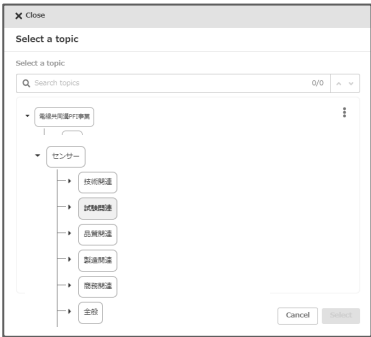 ✕ Close
Select a topic
Select a topic
Search topics 0/0
電線共同溝PFI事業
センサー
技術関連
試験関連
品質関連
製造関連
商務関連
全般
Cancel Select